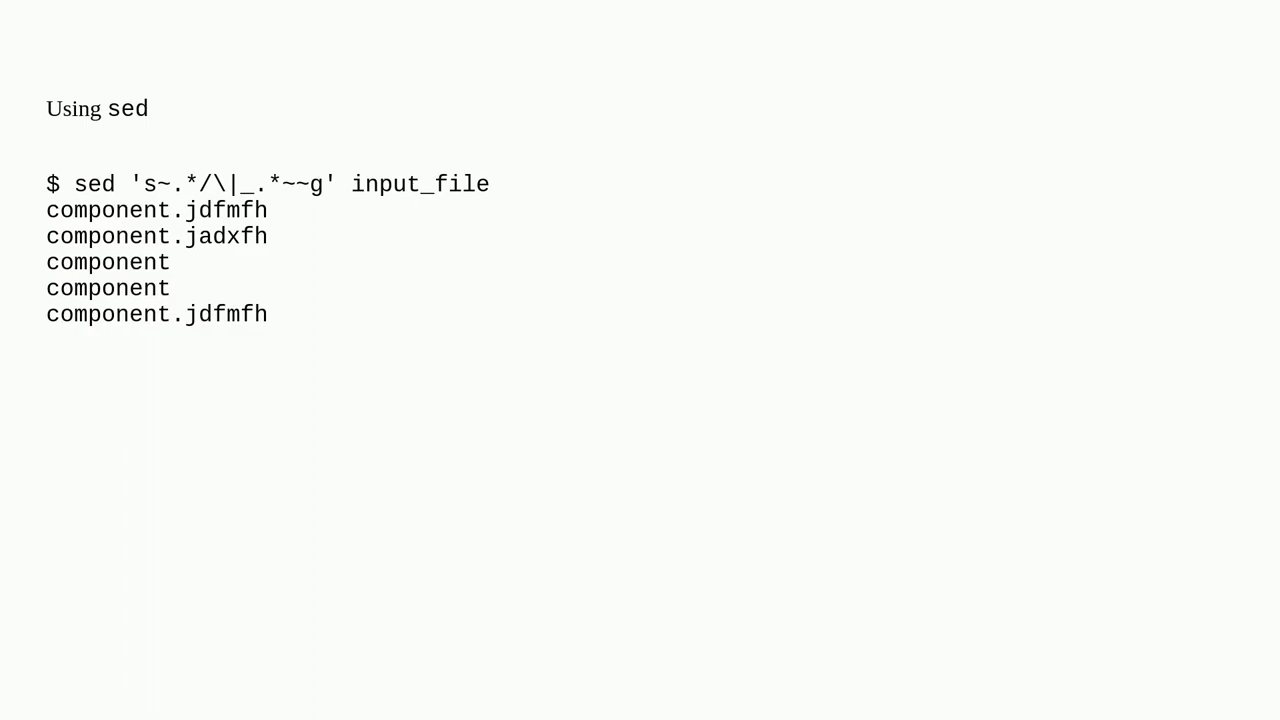 Using sed
$ sed 's~.*/\|_.*~~g' input_file
component.jdfmfh
component.jadxfh
component
component
component.jdfmfh